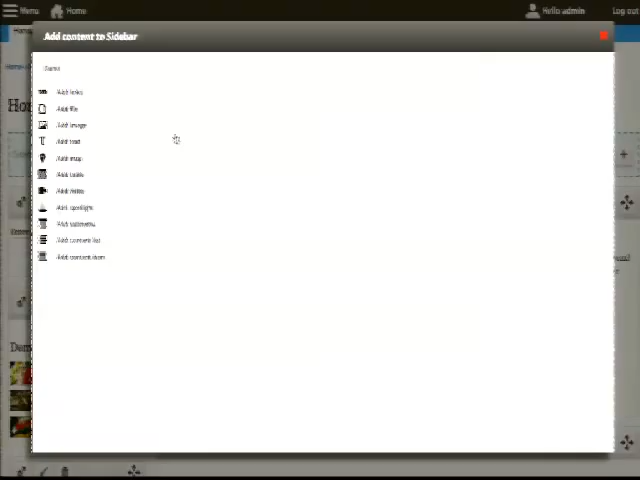 Menu Home Hello admin Log out
Add content to Sidebar
Home
Add links
Add file
Add image
Add text
Add map
Add table
Add video
Add spotlight
Add submenu
Add content list
Add content item